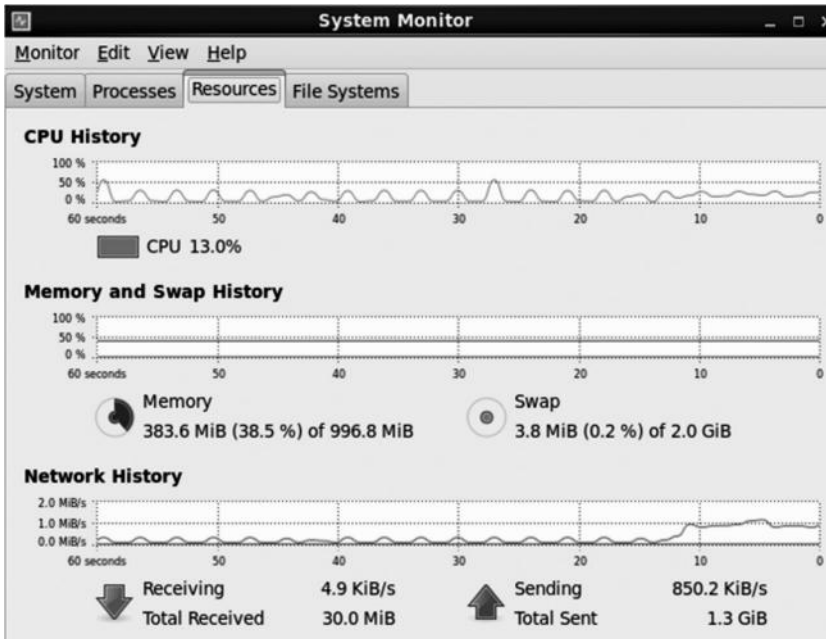 System Monitor
Monitor Edit View Help
System Processes Resources File Systems
CPU History
100 %
50 %
0 %
60 seconds 50 40 30 20 10 0
CPU 13.0%
Memory and Swap History
100 %
50 %
0 %
60 seconds 50 40 30 20 10 0
Memory Swap
383.6 MiB (38.5 %) of 996.8 MiB 3.8 MiB (0.2 %) of 2.0 GiB
Network History
2.0 MiB/s
1.0 MiB/s
0.0 MiB/s
60 seconds 50 40 30 20 10 0
Receiving 4.9 KiB/s Sending 850.2 KiB/s
Total Received 30.0 MiB Total Sent 1.3 GiB